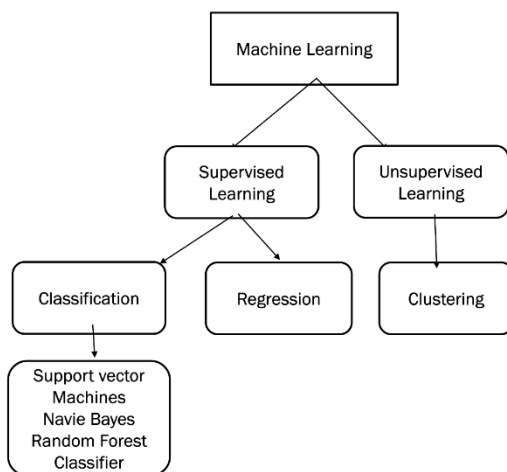 Machine Learning
Supervised
Learning
Unsupervised
Learning
Classification
Regression
Clustering
Support vector
Machines
Navie Bayes
Random Forest
Classifier